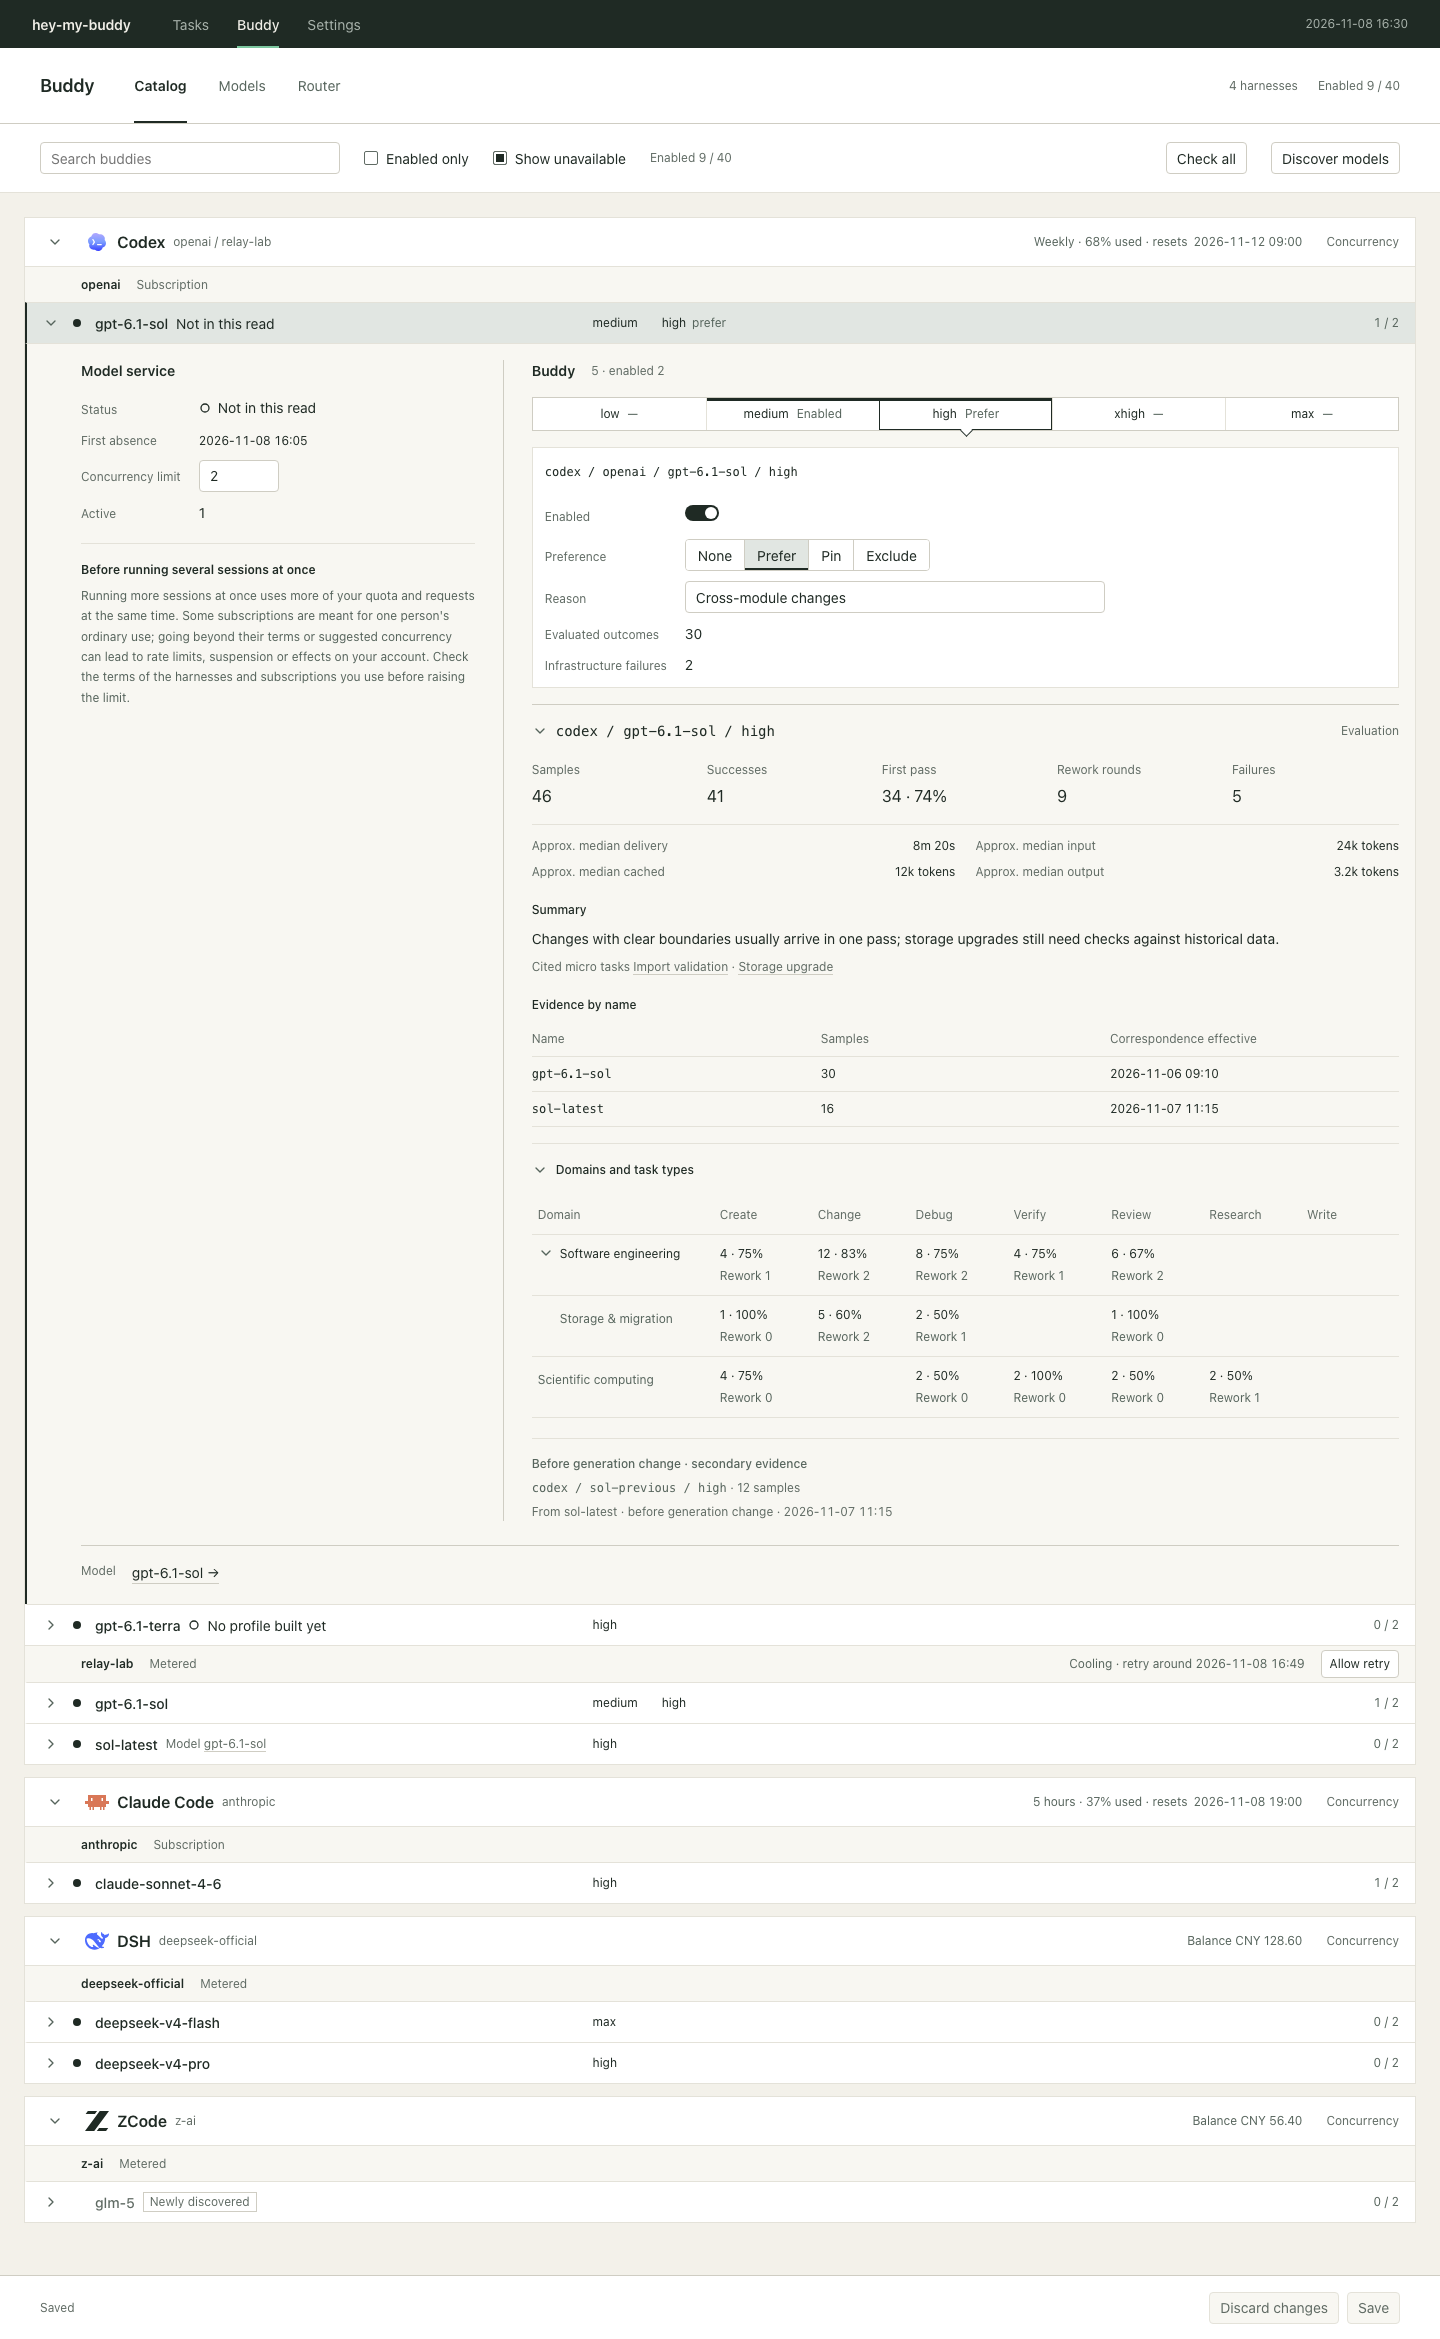 hey-my-buddy Tasks Buddy Settings 2026-11-08 16:30
Buddy Catalog Models Router 4 harnesses Enabled 9 / 40
Search buddies Enabled only Show unavailable Enabled 9 / 40 Check all Discover models
Codex openai / relay-lab Weekly · 68% used · resets 2026-11-12 09:00 Concurrency
openai Subscription
gpt-6.1-sol Not in this read medium high prefer 1 / 2
Model service
Status Not in this read
First absence 2026-11-08 16:05
Concurrency limit 2
Active 1
Before running several sessions at once
Running more sessions at once uses more of your quota and requests
at the same time. Some subscriptions are meant for one person's
ordinary use; going beyond their terms or suggested concurrency
can lead to rate limits, suspension or effects on your account. Check
the terms of the harnesses and subscriptions you use before raising
the limit.
Buddy 5 · enabled 2
low — medium Enabled high Prefer xhigh — max —
codex / openai / gpt-6.1-sol / high
Enabled
Preference None Prefer Pin Exclude
Reason Cross-module changes
Evaluated outcomes 30
Infrastructure failures 2
codex / gpt-6.1-sol / high Evaluation
Samples Successes First pass Rework rounds Failures
46 41 34 · 74% 9 5
Approx. median delivery 8m 20s Approx. median input 24k tokens
Approx. median cached 12k tokens Approx. median output 3.2k tokens
Summary
Changes with clear boundaries usually arrive in one pass; storage upgrades still need checks against historical data.
Cited micro tasks Import validation · Storage upgrade
Evidence by name
Name Samples Correspondence effective
gpt-6.1-sol 30 2026-11-06 09:10
sol-latest 16 2026-11-07 11:15
Domains and task types
Domain Create Change Debug Verify Review Research Write
Software engineering 4 · 75% 12 · 83% 8 · 75% 4 · 75% 6 · 67%
Rework 1 Rework 2 Rework 2 Rework 1 Rework 2
Storage & migration 1 · 100% 5 · 60% 2 · 50% 1 · 100%
Rework 0 Rework 2 Rework 1 Rework 0
Scientific computing 4 · 75% 2 · 50% 2 · 100% 2 · 50% 2 · 50%
Rework 0 Rework 0 Rework 0 Rework 0 Rework 1
Before generation change · secondary evidence
codex / sol-previous / high · 12 samples
From sol-latest · before generation change · 2026-11-07 11:15
Model gpt-6.1-sol →
gpt-6.1-terra No profile built yet high 0 / 2
relay-lab Metered Cooling · retry around 2026-11-08 16:49 Allow retry
gpt-6.1-sol medium high 1 / 2
sol-latest Model gpt-6.1-sol high 0 / 2
Claude Code anthropic 5 hours · 37% used · resets 2026-11-08 19:00 Concurrency
anthropic Subscription
claude-sonnet-4-6 high 1 / 2
DSH deepseek-official Balance CNY 128.60 Concurrency
deepseek-official Metered
deepseek-v4-flash max 0 / 2
deepseek-v4-pro high 0 / 2
ZCode z-ai Balance CNY 56.40 Concurrency
z-ai Metered
glm-5 Newly discovered 0 / 2
Saved Discard changes Save